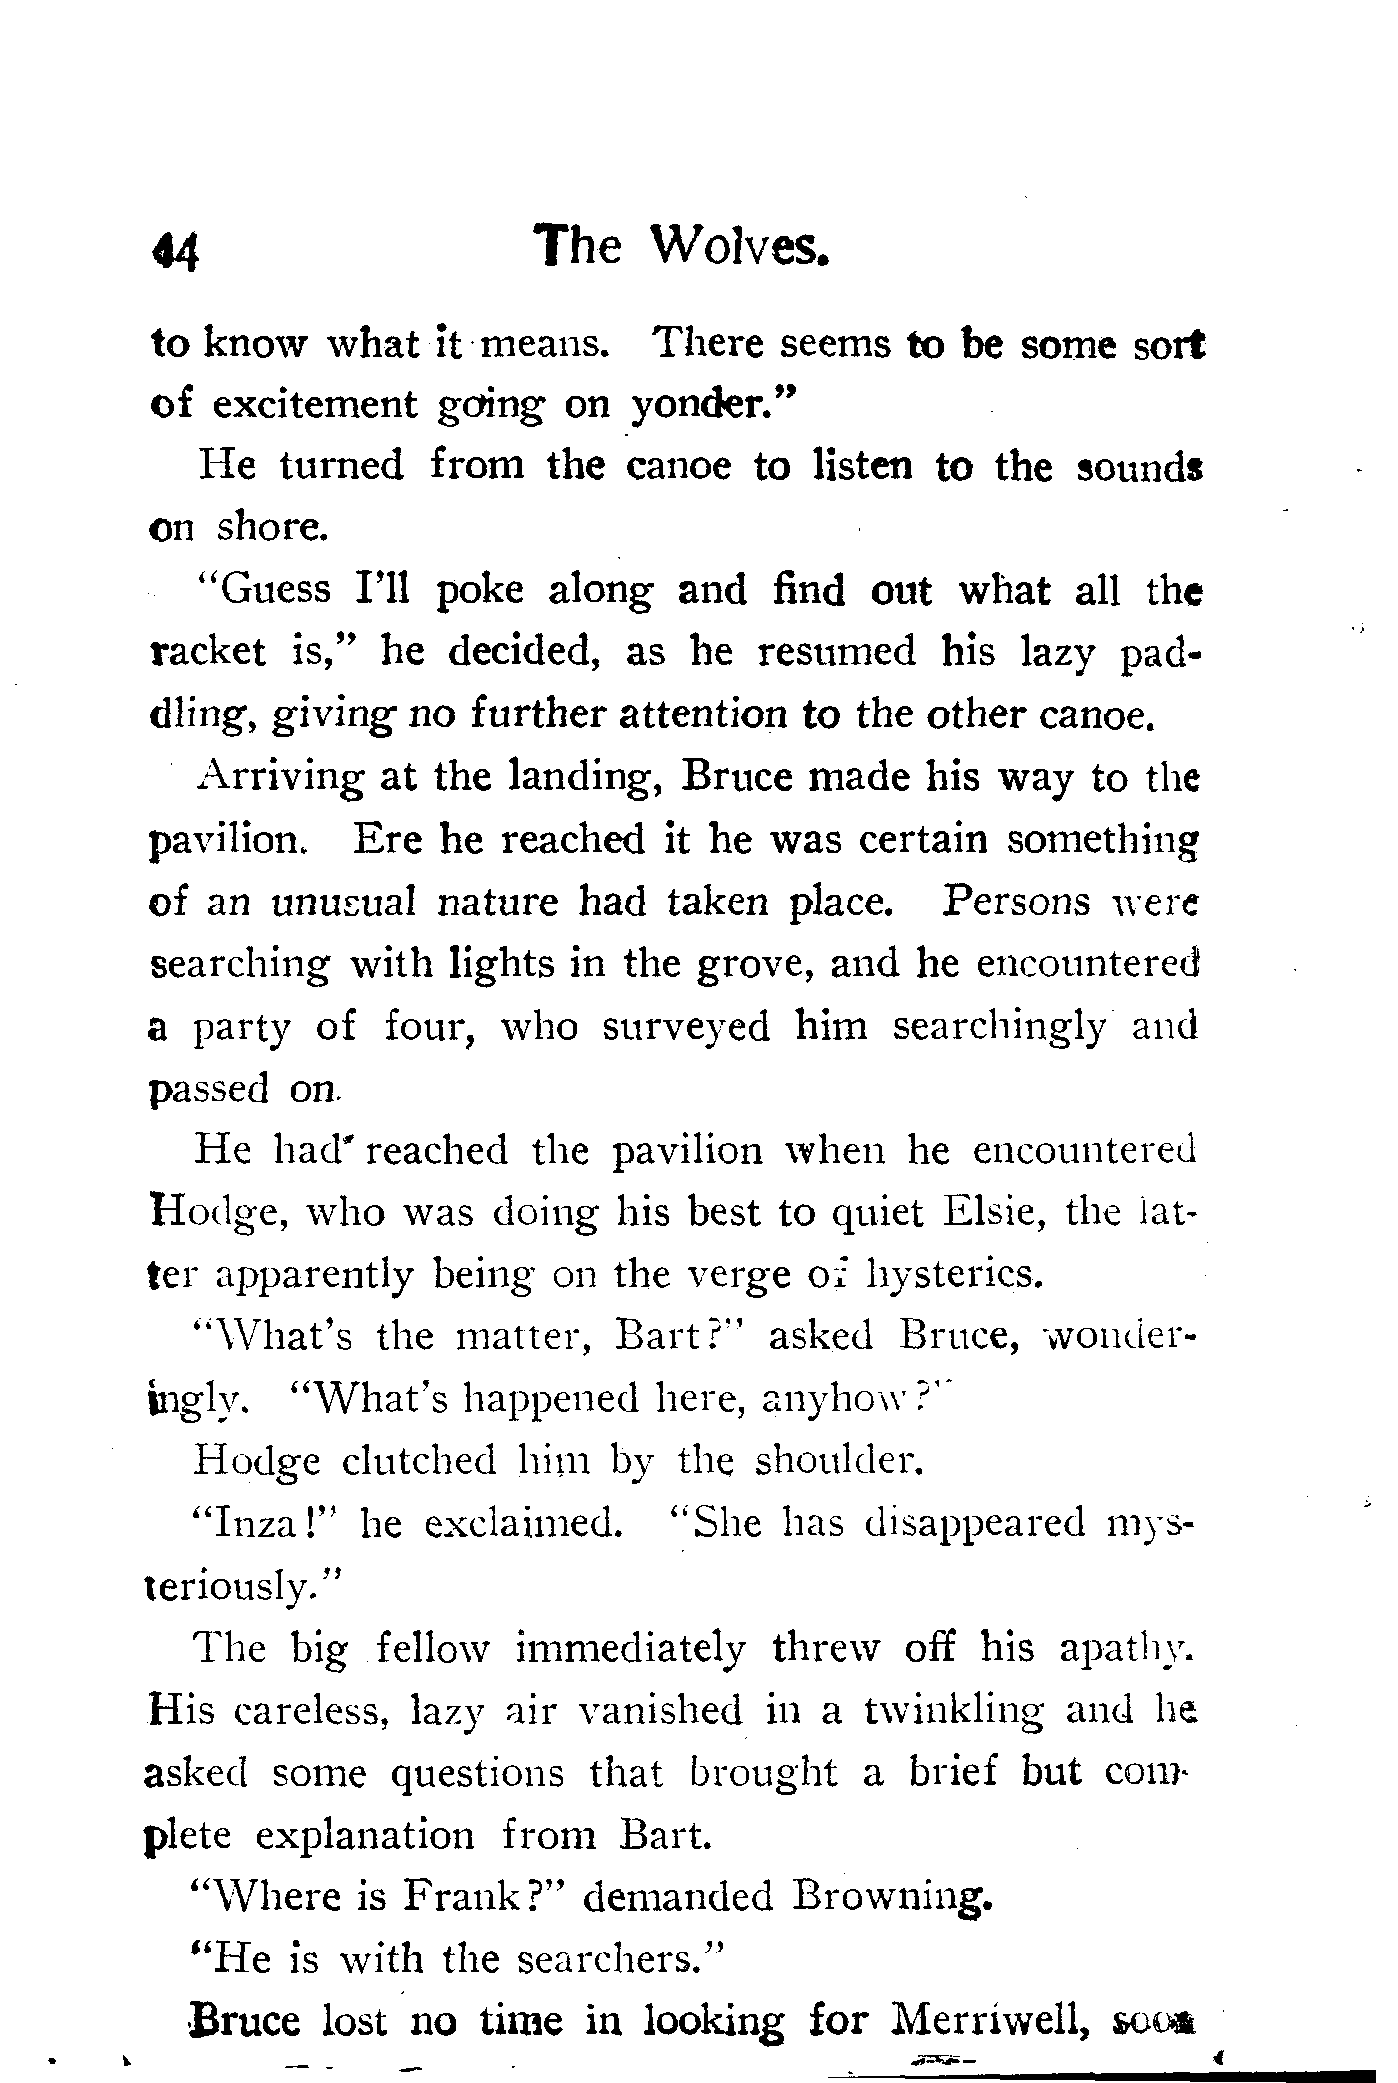 44 The Wolves.
to know what it means. There seems to be some sort
of excitement going on yonder."
He turned from the canoe to listen to the sounds
on shore.
"Guess I'll poke along and find out what all the
racket is," he decided, as he resumed his lazy pad-
dling, giving no further attention to the other canoe.
Arriving at the landing, Bruce made his way to the
pavilion. Ere he reached it he was certain something
of an unusual nature had taken place. Persons were
searching with lights in the grove, and he encountered
a party of four, who surveyed him searchingly and
passed on.
He had reached the pavilion when he encountered
Hodge, who was doing his best to quiet Elsie, the lat-
ter apparently being on the verge of hysterics.
"What's the matter, Bart?" asked Bruce, wonder-
ingly. "What's happened here, anyhow?"
Hodge clutched him by the shoulder.
"Inza!" he exclaimed. "She has disappeared mys-
teriously."
The big fellow immediately threw off his apathy.
His careless, lazy air vanished in a twinkling and he
asked some questions that brought a brief but com-
plete explanation from Bart.
"Where is Frank?" demanded Browning.
"He is with the searchers."
Bruce lost no time in looking for Merriwell, soon